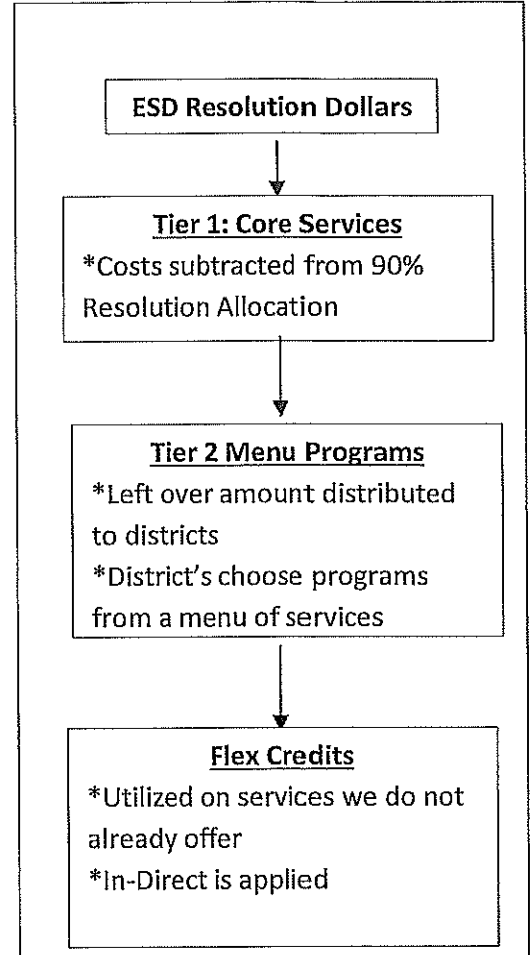 ESD Resolution Dollars
Tier 1: Core Services
*Costs subtracted from 90%
Resolution Allocation
Tier 2 Menu Programs
*Left over amount distributed
to districts
*District's choose programs
from a menu of services
Flex Credits
*Utilized on services we do not
already offer
*In-Direct is applied